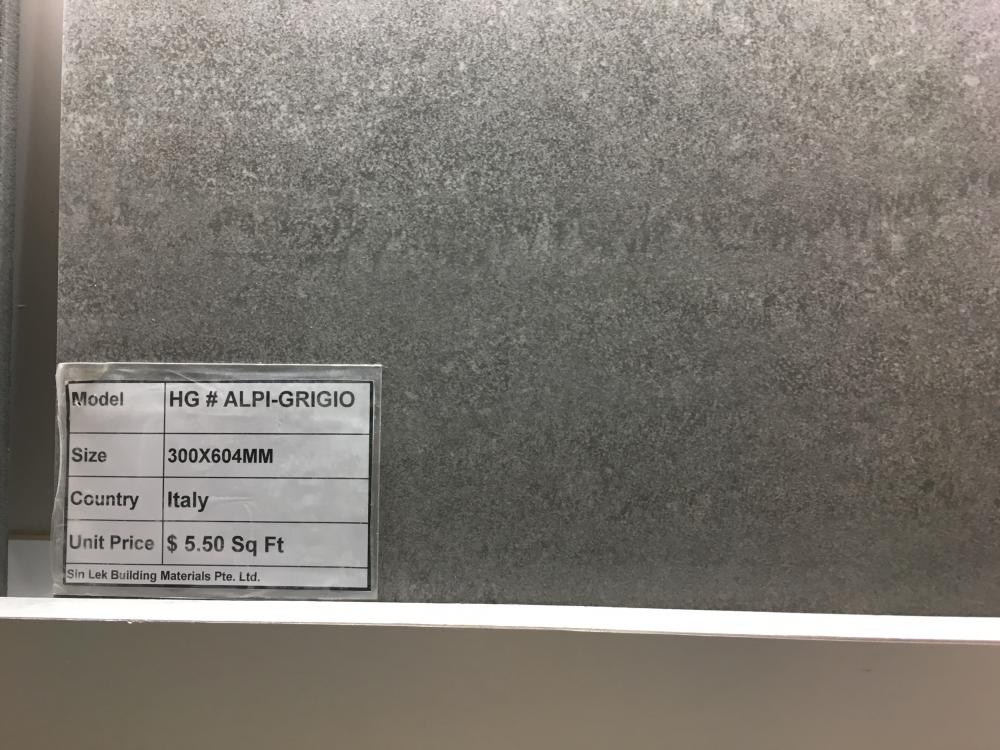 Model HG # ALPI-GRIGIO
Size 300X604MM
Country Italy
Unit Price $ 5.50 Sq Ft
Sin Lek Building Materials Pte. Ltd.